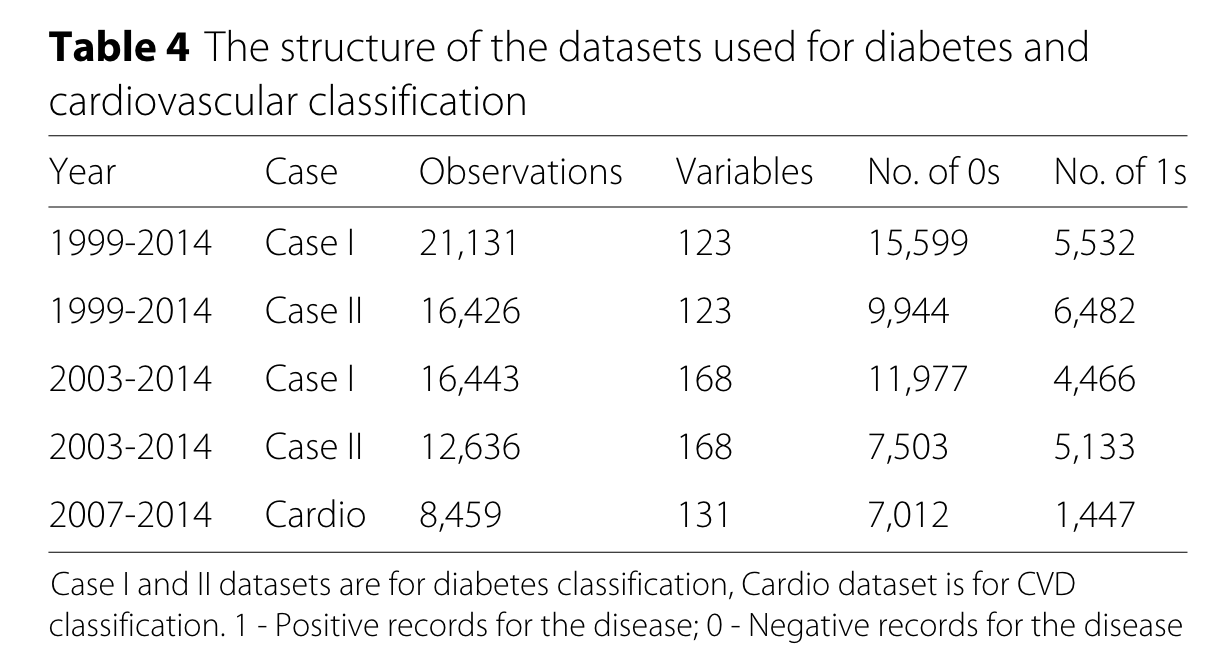 Table 4 The structure of the datasets used for diabetes and
cardiovascular classification
Year Case Observations Variables No. of 0s No. of 1s
1999-2014 Case I 21,131 123 15,599 5,532
1999-2014 Case II 16,426 123 9,944 6,482
2003-2014 Case I 16,443 168 11,977 4,466
2003-2014 Case II 12,636 168 7,503 5,133
2007-2014 Cardio 8,459 131 7,012 1,447
Case I and II datasets are for diabetes classification, Cardio dataset is for CVD
classification. 1 - Positive records for the disease; 0 - Negative records for the disease